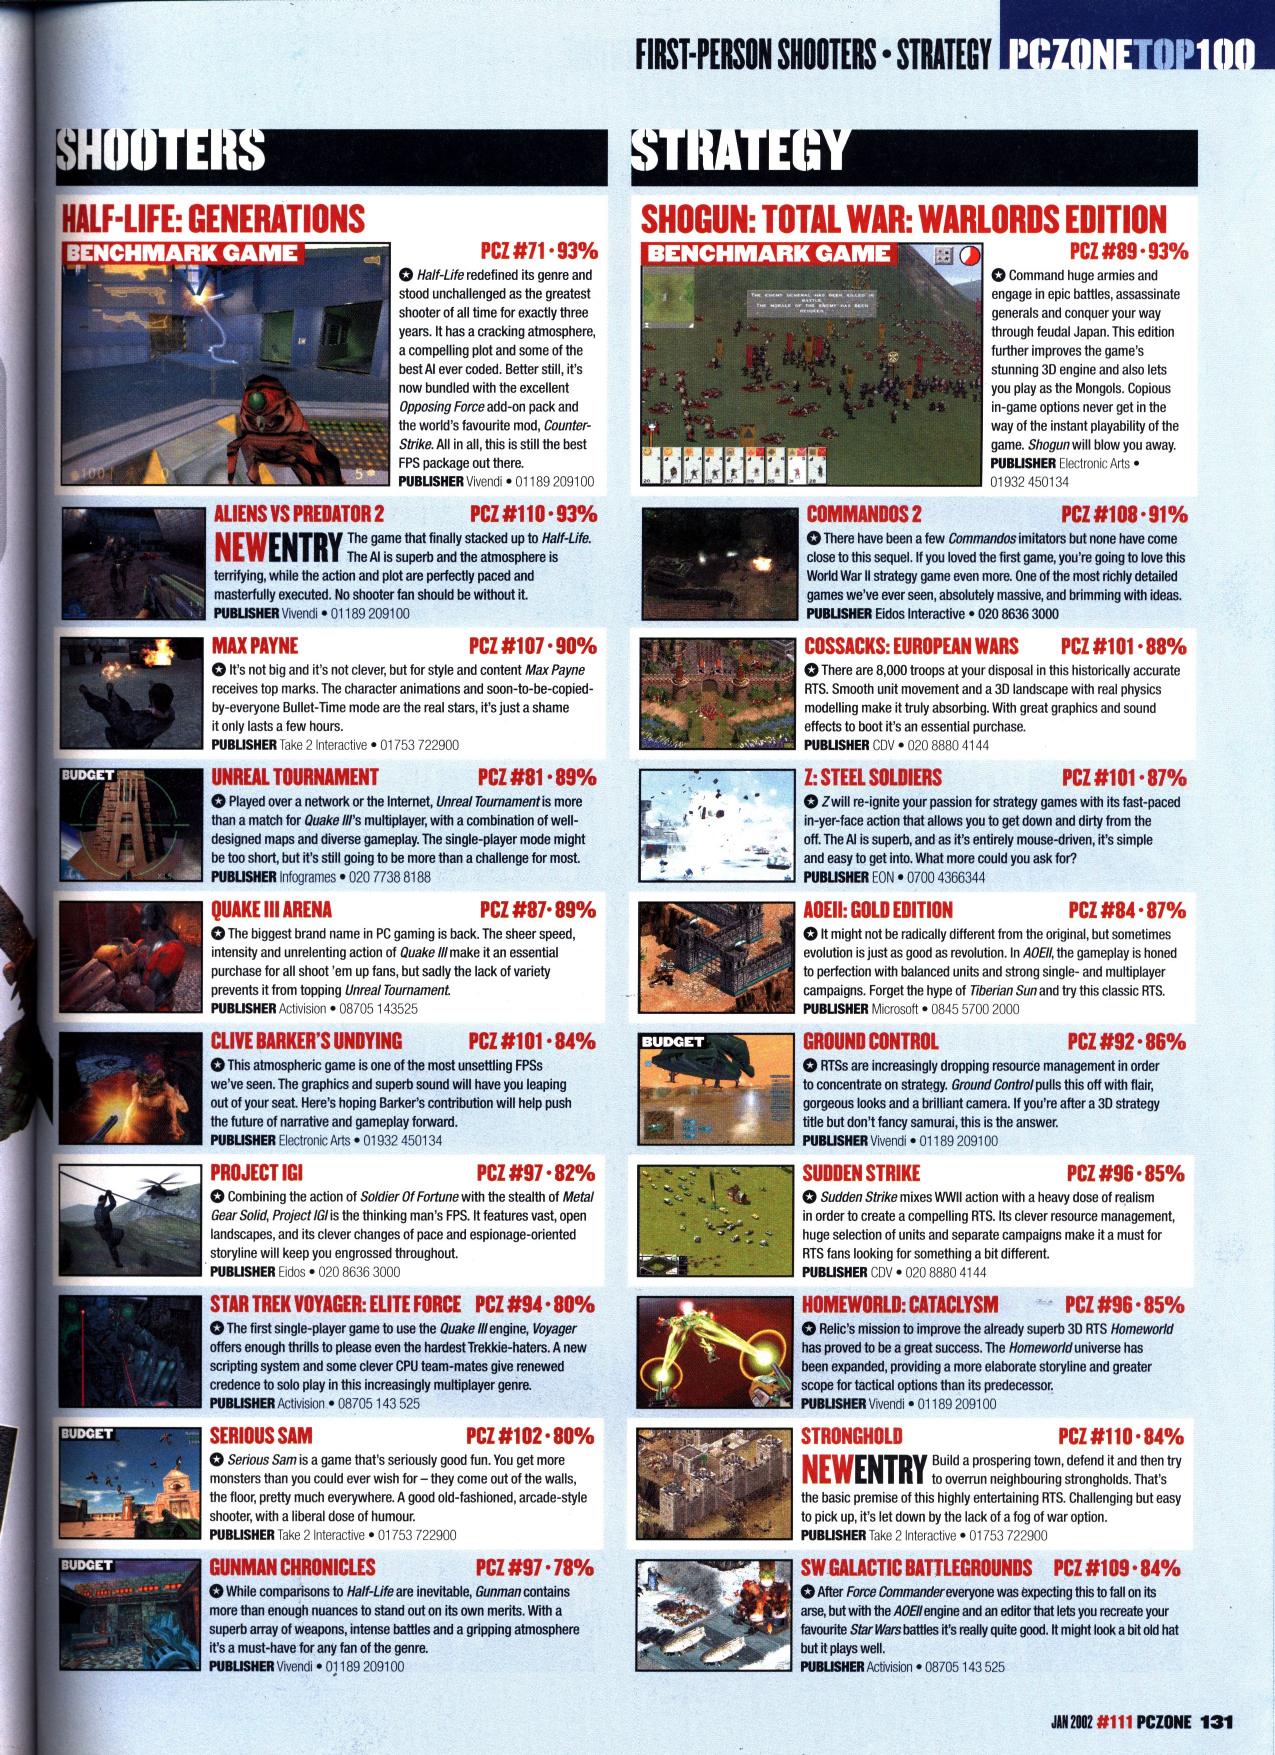 FIRST-PERSON SHOOTERS • STRATEGY PCZONETOP100
SHOOTERS
HALF-LIFE: GENERATIONS
BENCHMARK GAME
PCZ #71 • 93%
Half-Life redefined its genre and
stood unchallenged as the greatest
shooter of all time for exactly three
years. It has a cracking atmosphere,
a compelling plot and some of the
best AI ever coded. Better still, it's
now bundled with the excellent
Opposing Force add-on pack and
the world's favourite mod, Counter-
Strike. All in all, this is still the best
FPS package out there.
PUBLISHER Vivendi • 01189 209100
ALIENS VS PREDATOR 2 PCZ #110 • 93%
NEWENTRY The game that finally stacked up to Half-Life.
The AI is superb and the atmosphere is
terrifying, while the action and plot are perfectly paced and
masterfully executed. No shooter fan should be without it.
PUBLISHER Vivendi • 01189 209100
MAX PAYNE PCZ #107 • 90%
It's not big and it's not clever, but for style and content Max Payne
receives top marks. The character animations and soon-to-be-copied-
by-everyone Bullet-Time mode are the real stars, it's just a shame
it only lasts a few hours.
PUBLISHER Take 2 Interactive • 01753 722900
BUDGET
UNREAL TOURNAMENT PCZ #81 • 89%
Played over a network or the Internet, Unreal Tournament is more
than a match for Quake III's multiplayer, with a combination of well-
designed maps and diverse gameplay. The single-player mode might
be too short, but it's still going to be more than a challenge for most.
PUBLISHER Infogrames • 020 7738 8188
QUAKE III ARENA PCZ #87 • 89%
The biggest brand name in PC gaming is back. The sheer speed,
intensity and unrelenting action of Quake III make it an essential
purchase for all shoot 'em up fans, but sadly the lack of variety
prevents it from topping Unreal Tournament.
PUBLISHER Activision • 08705 143525
CLIVE BARKER'S UNDYING PCZ #101 • 84%
This atmospheric game is one of the most unsettling FPSs
we've seen. The graphics and superb sound will have you leaping
out of your seat. Here's hoping Barker's contribution will help push
the future of narrative and gameplay forward.
PUBLISHER Electronic Arts • 01932 450134
PROJECT IGI PCZ #97 • 82%
Combining the action of Soldier Of Fortune with the stealth of Metal
Gear Solid, Project IGI is the thinking man's FPS. It features vast, open
landscapes, and its clever changes of pace and espionage-oriented
storyline will keep you engrossed throughout.
PUBLISHER Eidos • 020 8636 3000
STAR TREK VOYAGER: ELITE FORCE PCZ #94 • 80%
The first single-player game to use the Quake III engine, Voyager
offers enough thrills to please even the hardest Trekkie-haters. A new
scripting system and some clever CPU team-mates give renewed
credence to solo play in this increasingly multiplayer genre.
PUBLISHER Activision • 08705 143 525
BUDGET
SERIOUS SAM PCZ #102 • 80%
Serious Sam is a game that's seriously good fun. You get more
monsters than you could ever wish for – they come out of the walls,
the floor, pretty much everywhere. A good old-fashioned, arcade-style
shooter, with a liberal dose of humour.
PUBLISHER Take 2 Interactive • 01753 722900
BUDGET
GUNMAN CHRONICLES PCZ #97 • 78%
While comparisons to Half-Life are inevitable, Gunman contains
more than enough nuances to stand out on its own merits. With a
superb array of weapons, intense battles and a gripping atmosphere
it's a must-have for any fan of the genre.
PUBLISHER Vivendi • 01189 209100
STRATEGY
SHOGUN: TOTAL WAR: WARLORDS EDITION
BENCHMARK GAME
THE ENEMY GENERAL HAS BEEN KILLED IN
BATTLE.
THE MORALE OF THE ENEMY HAS BEEN
REDUCED.
PCZ #89 • 93%
Command huge armies and
engage in epic battles, assassinate
generals and conquer your way
through feudal Japan. This edition
further improves the game's
stunning 3D engine and also lets
you play as the Mongols. Copious
in-game options never get in the
way of the instant playability of the
game. Shogun will blow you away.
PUBLISHER Electronic Arts •
01932 450134
COMMANDOS 2 PCZ #108 • 91%
There have been a few Commandos imitators but none have come
close to this sequel. If you loved the first game, you're going to love this
World War II strategy game even more. One of the most richly detailed
games we've ever seen, absolutely massive, and brimming with ideas.
PUBLISHER Eidos Interactive • 020 8636 3000
COSSACKS: EUROPEAN WARS PCZ #101 • 88%
There are 8,000 troops at your disposal in this historically accurate
RTS. Smooth unit movement and a 3D landscape with real physics
modelling make it truly absorbing. With great graphics and sound
effects to boot it's an essential purchase.
PUBLISHER CDV • 020 8880 4144
Z: STEEL SOLDIERS PCZ #101 • 87%
Z will re-ignite your passion for strategy games with its fast-paced
in-yer-face action that allows you to get down and dirty from the
off. The AI is superb, and as it's entirely mouse-driven, it's simple
and easy to get into. What more could you ask for?
PUBLISHER EON • 0700 4366344
AOEII: GOLD EDITION PCZ #84 • 87%
It might not be radically different from the original, but sometimes
evolution is just as good as revolution. In AOEII, the gameplay is honed
to perfection with balanced units and strong single- and multiplayer
campaigns. Forget the hype of Tiberian Sun and try this classic RTS.
PUBLISHER Microsoft • 0845 5700 2000
BUDGET
GROUND CONTROL PCZ #92 • 86%
RTSs are increasingly dropping resource management in order
to concentrate on strategy. Ground Control pulls this off with flair,
gorgeous looks and a brilliant camera. If you're after a 3D strategy
title but don't fancy samurai, this is the answer.
PUBLISHER Vivendi • 01189 209100
SUDDEN STRIKE PCZ #96 • 85%
Sudden Strike mixes WWII action with a heavy dose of realism
in order to create a compelling RTS. Its clever resource management,
huge selection of units and separate campaigns make it a must for
RTS fans looking for something a bit different.
PUBLISHER CDV • 020 8880 4144
HOMEWORLD: CATACLYSM PCZ #96 • 85%
Relic's mission to improve the already superb 3D RTS Homeworld
has proved to be a great success. The Homeworld universe has
been expanded, providing a more elaborate storyline and greater
scope for tactical options than its predecessor.
PUBLISHER Vivendi • 01189 209100
STRONGHOLD PCZ #110 • 84%
NEWENTRY Build a prospering town, defend it and then try
to overrun neighbouring strongholds. That's
the basic premise of this highly entertaining RTS. Challenging but easy
to pick up, it's let down by the lack of a fog of war option.
PUBLISHER Take 2 Interactive • 01753 722900
SW GALACTIC BATTLEGROUNDS PCZ #109 • 84%
After Force Commander everyone was expecting this to fall on its
arse, but with the AOEII engine and an editor that lets you recreate your
favourite Star Wars battles it's really quite good. It might look a bit old hat
but it plays well.
PUBLISHER Activision • 08705 143 525
JAN 2002 #111 PCZONE 131